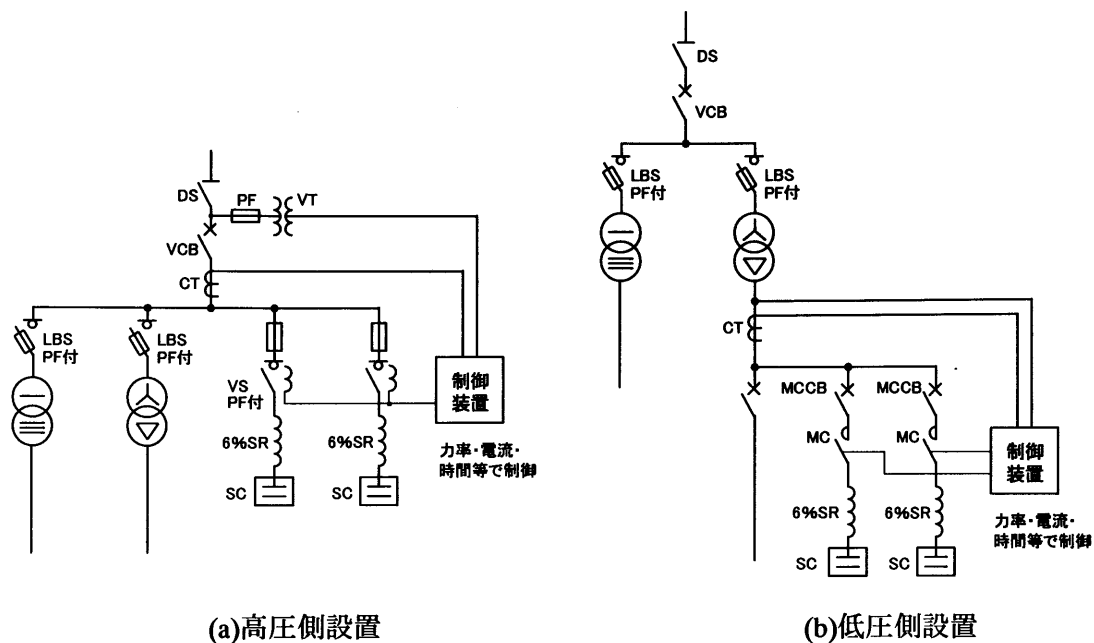 DS
PF
VT
VCB
CT
LBS
PF付
LBS
PF付
VS
PF付
制御
装置
6%SR
6%SR
力率・電流・
時間等で制御
SC
SC
(a)高圧側設置
DS
VCB
LBS
PF付
LBS
PF付
CT
MCCB
MCCB
MC
MC
制御
装置
6%SR
6%SR
力率・電流・
時間等で制御
SC
SC
(b)低圧側設置